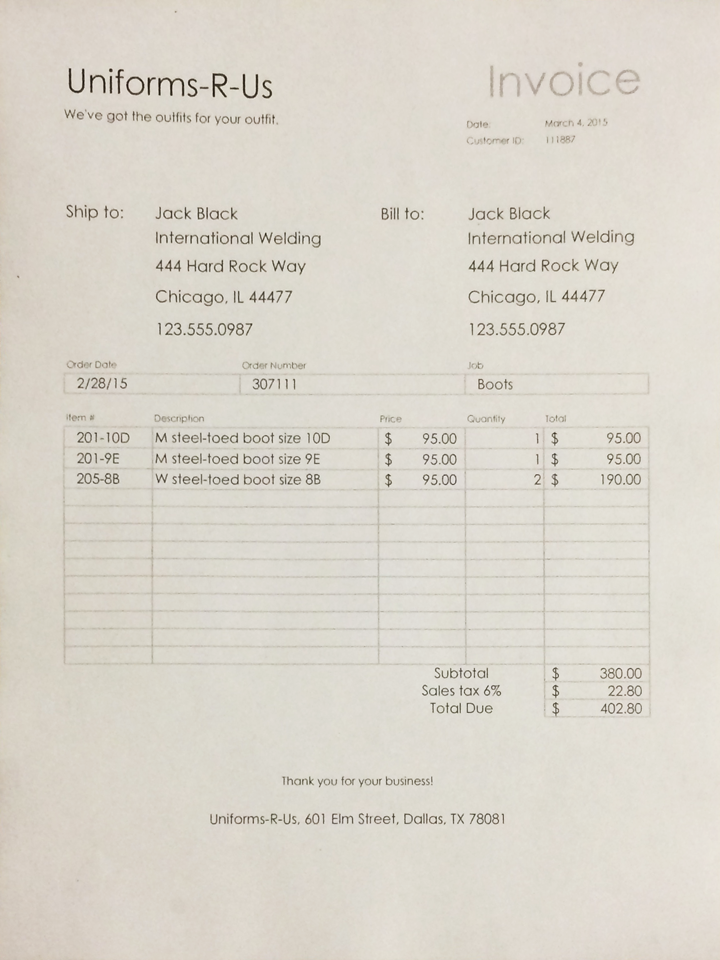 Uniforms-R-Us
Invoice
We've got the outfits for your outfit.
Date: March 4, 2015
Customer ID: 111887
Ship to: Jack Black Bill to: Jack Black
International Welding International Welding
444 Hard Rock Way 444 Hard Rock Way
Chicago, IL 44477 Chicago, IL 44477
123.555.0987 123.555.0987
Order Date Order Number Job
2/28/15 307111 Boots
Item # Description Price Quantity Total
201-10D M steel-toed boot size 10D $ 95.00 1 $ 95.00
201-9E M steel-toed boot size 9E $ 95.00 1 $ 95.00
205-8B W steel-toed boot size 8B $ 95.00 2 $ 190.00
Subtotal $ 380.00
Sales tax 6% $ 22.80
Total Due $ 402.80
Thank you for your business!
Uniforms-R-Us, 601 Elm Street, Dallas, TX 78081